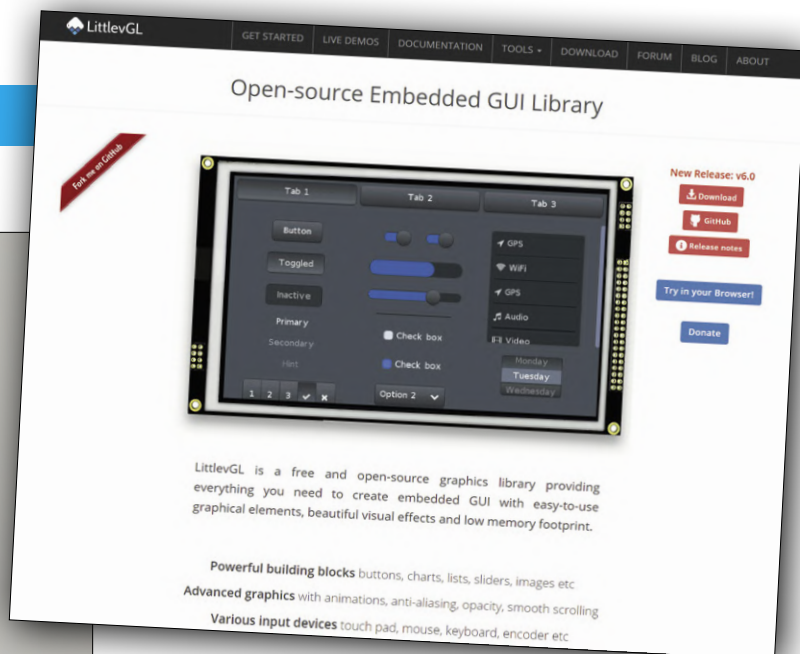 LittlevGL
GET STARTED
LIVE DEMOS
DOCUMENTATION
TOOLS
DOWNLOAD
FORUM
BLOG
ABOUT
Open-source Embedded GUI Library
Fork me on GitHub
New Release: v6.0
Download
GitHub
Release notes
Try in your Browser!
Donate
Tab 1
Tab 2
Tab 3
Button
Toggled
Inactive
Primary
Secondary
Hint
1 2 3
Check box
Check box
Option 2
GPS
WiFi
GPS
Audio
Video
Monday
Tuesday
Wednesday
LittlevGL is a free and open-source graphics library providing
everything you need to create embedded GUI with easy-to-use
graphical elements, beautiful visual effects and low memory footprint.
Powerful building blocks buttons, charts, lists, sliders, images etc
Advanced graphics with animations, anti-aliasing, opacity, smooth scrolling
Various input devices touch pad, mouse, keyboard, encoder etc